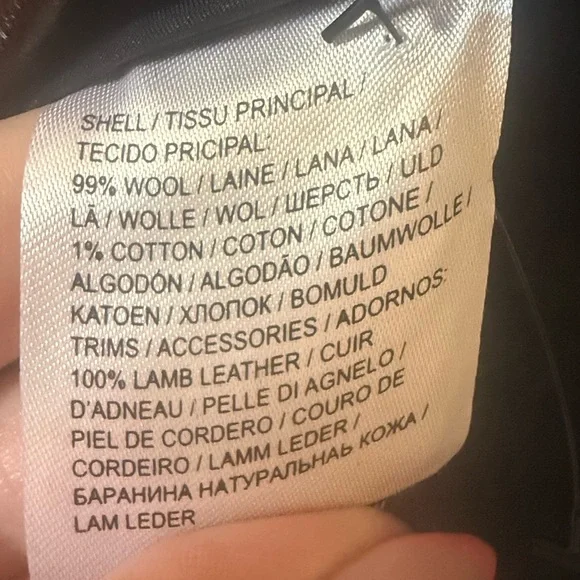 SHELL / TISSU PRINCIPAL /
TECIDO PRICIPAL:
99% WOOL / LAINE / LANA / LANA /
LÃ / WOLLE / WOL / ШЕРСТЬ / ULD
1% COTTON / COTON / COTONE /
ALGODÓN / ALGODÃO / BAUMWOLLE /
KATOEN / ХЛОПОК / BOMULD
TRIMS / ACCESSORIES / ADORNOS:
100% LAMB LEATHER / CUIR
D'ADNEAU / PELLE DI AGNELO /
PIEL DE CORDERO / COURO DE
CORDEIRO / LAMM LEDER /
БАРАНИНА НАТУРАЛЬНАЬ КОЖА /
LAM LEDER